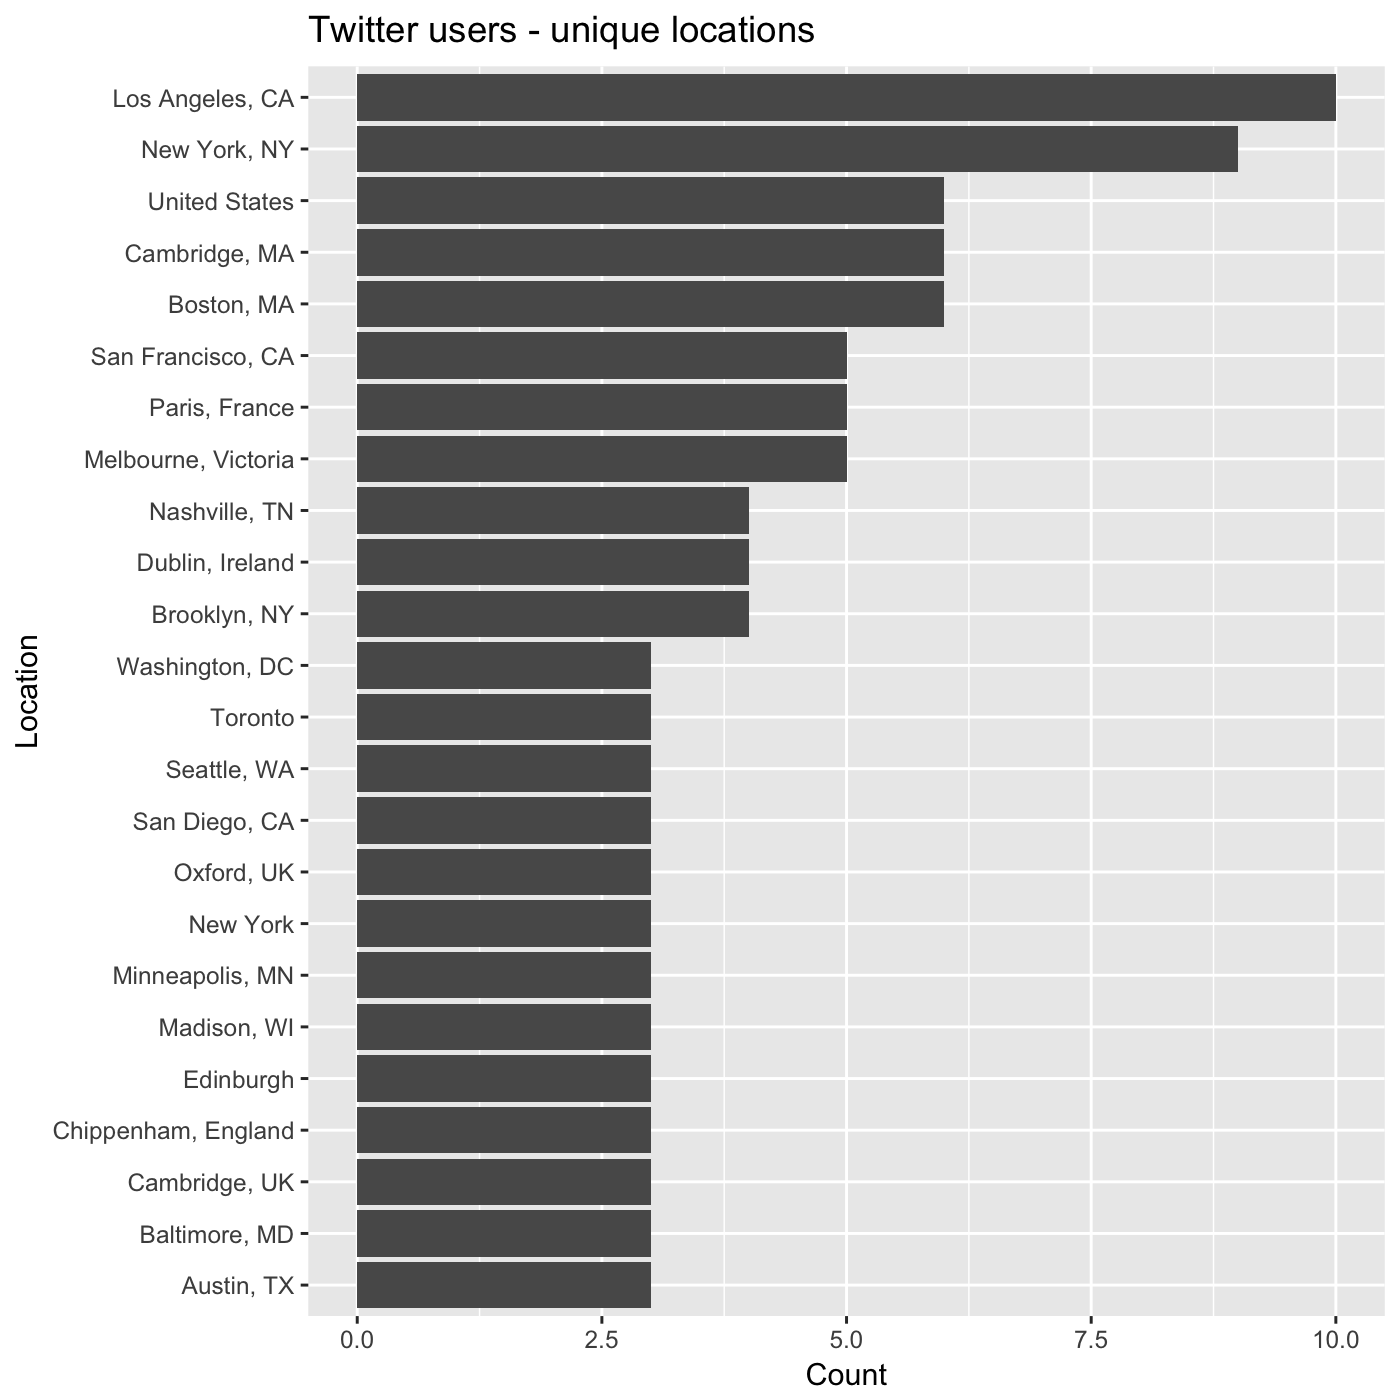 Twitter users - unique locations
Los Angeles, CA
New York, NY
United States
Cambridge, MA
Boston, MA
San Francisco, CA
Paris, France
Melbourne, Victoria
Nashville, TN
Dublin, Ireland
Brooklyn, NY
Washington, DC
Toronto
Seattle, WA
San Diego, CA
Oxford, UK
New York
Minneapolis, MN
Madison, WI
Edinburgh
Chippenham, England
Cambridge, UK
Baltimore, MD
Austin, TX
Location
0.0 2.5 5.0 7.5 10.0
Count